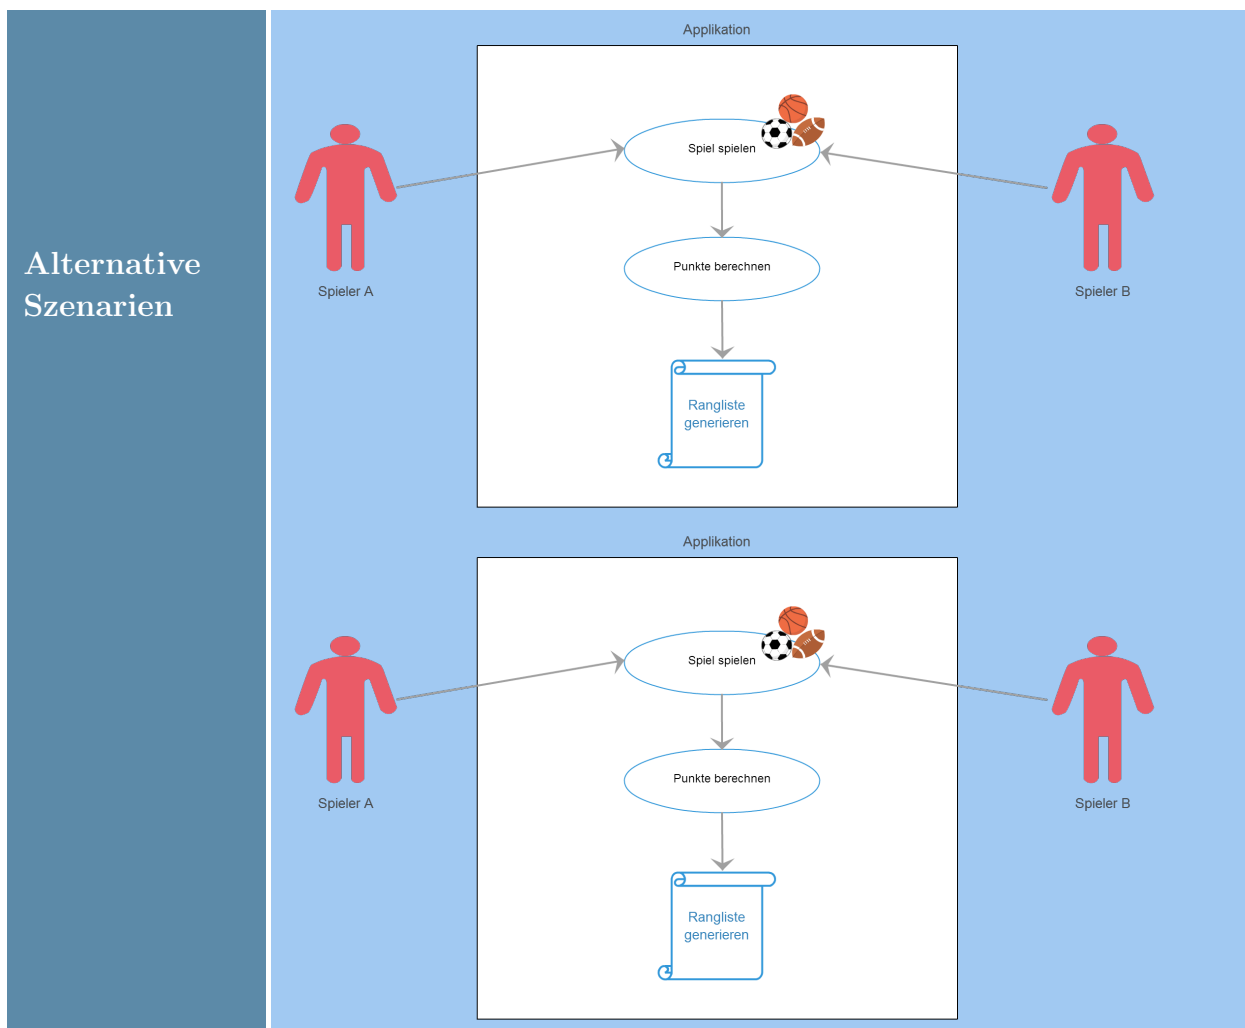 Alternative
Szenarien
Applikation
Spiel spielen
Punkte berechnen
Spieler A
Spieler B
Rangliste
generieren
Applikation
Spiel spielen
Punkte berechnen
Spieler A
Spieler B
Rangliste
generieren